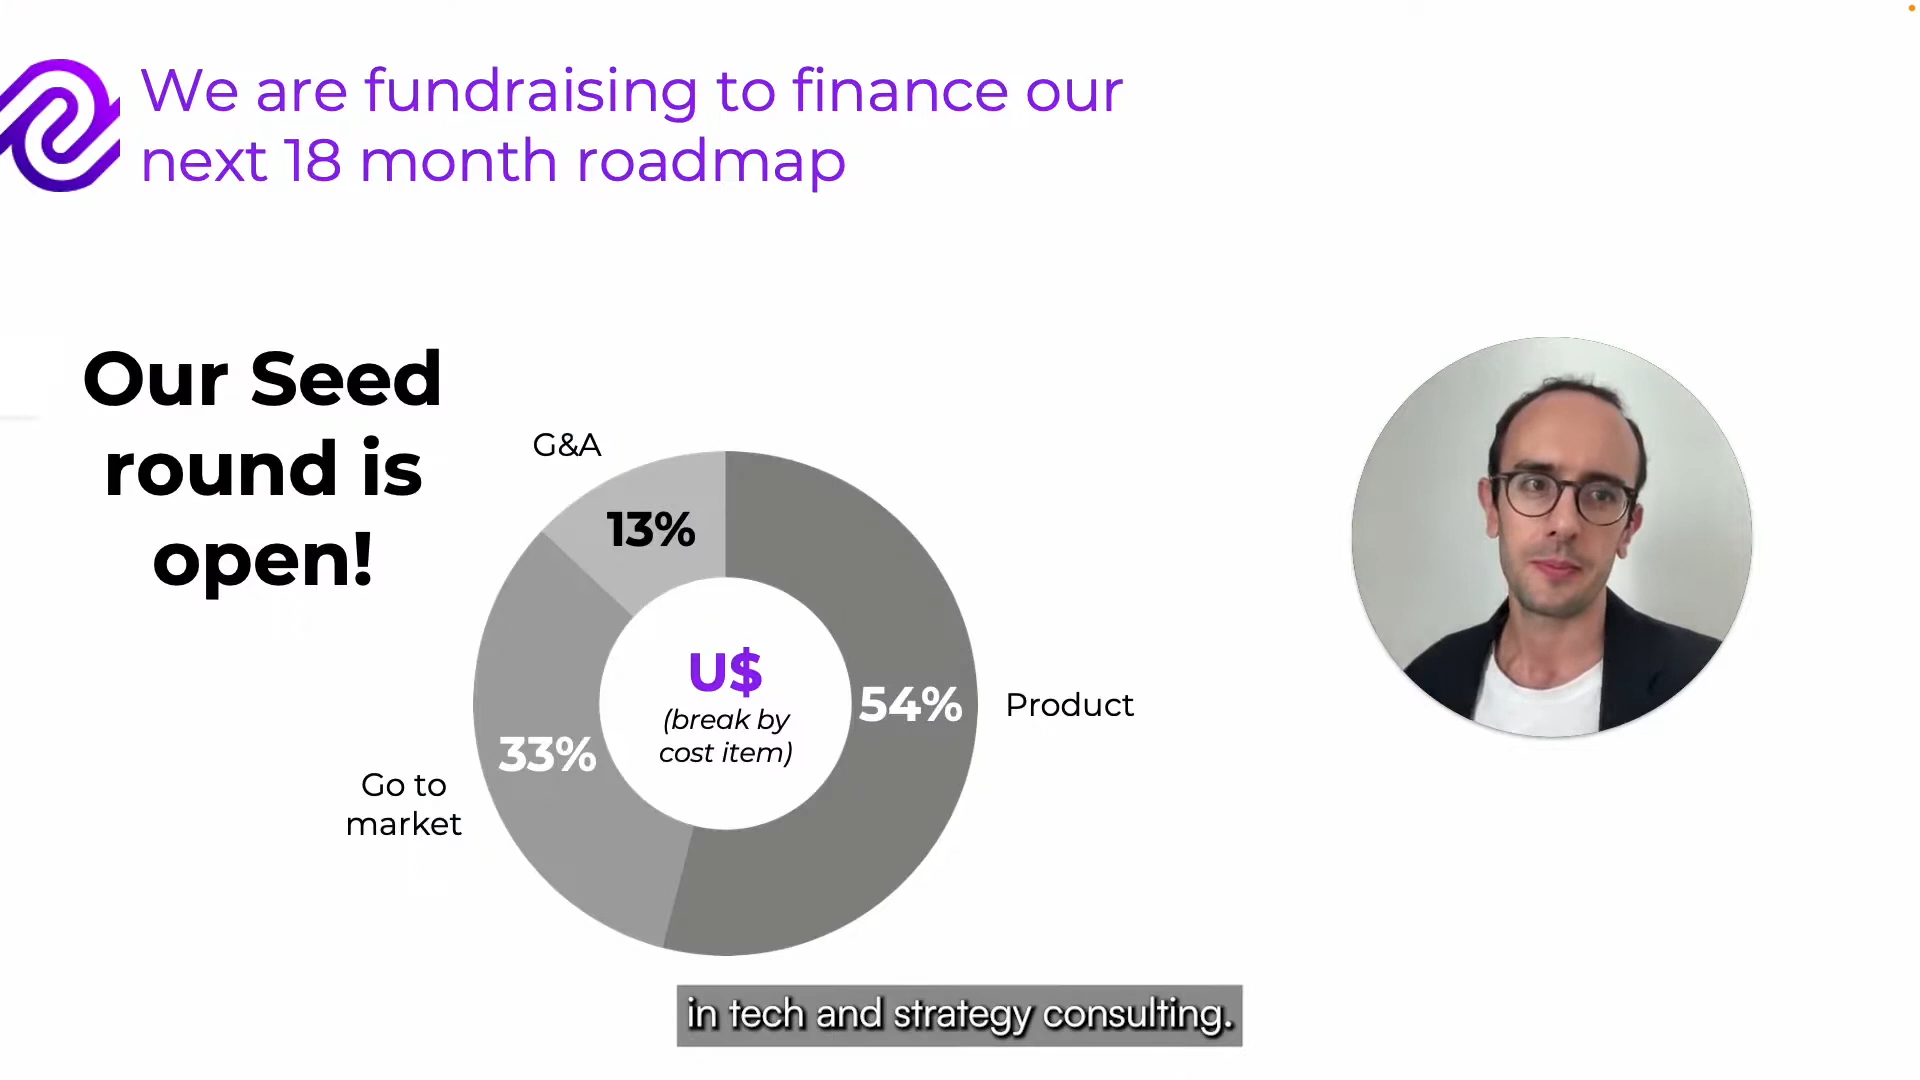 We are fundraising to finance our
next 18 month roadmap
Our Seed
round is
open!
G&A
13%
U$
(break by
cost item)
54%
Product
33%
Go to
market
in tech and strategy consulting.